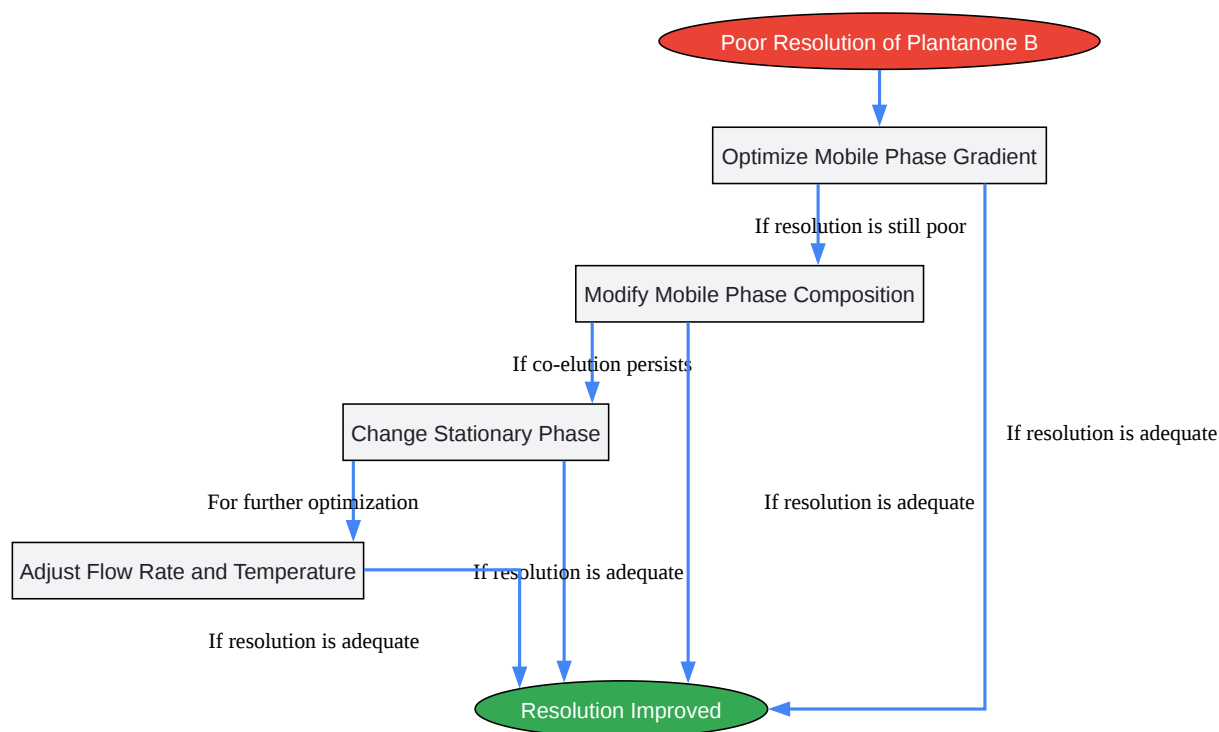 Poor Resolution of Plantanone B
Optimize Mobile Phase Gradient
If resolution is still poor
Modify Mobile Phase Composition
If co-elution persists
Change Stationary Phase
If resolution is adequate
For further optimization
If resolution is adequate
Adjust Flow Rate and Temperature
If resolution is adequate
If resolution is adequate
Resolution Improved